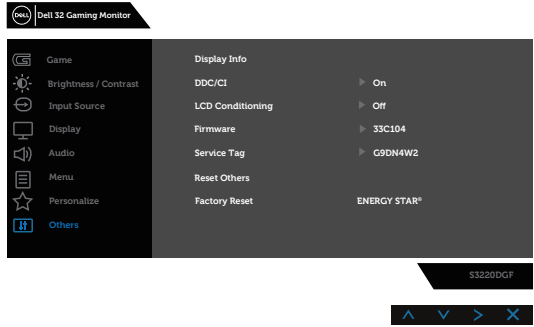 DELL Dell 32 Gaming Monitor
Game
Brightness / Contrast
Input Source
Display
Audio
Menu
Personalize
Others
Display Info
DDC/CI On
LCD Conditioning Off
Firmware 33C104
Service Tag G9DN4W2
Reset Others
Factory Reset ENERGY STAR®
S3220DGF